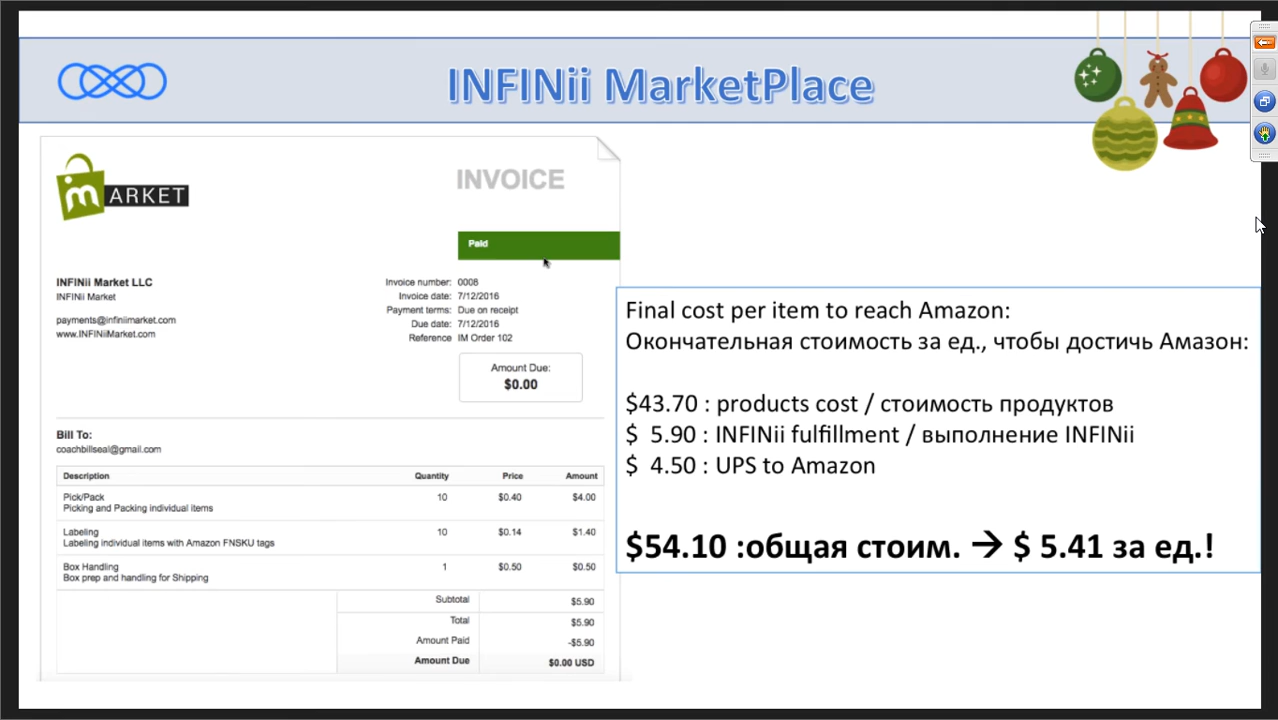 INFINii MarketPlace
mARKET
INVOICE
Paid
INFINii Market LLC
INFINii Market
payments@infiniimarket.com
www.INFINiiMarket.com
Invoice number: 0008
Invoice date: 7/12/2016
Payment terms: Due on receipt
Due date: 7/12/2016
Reference IM Order 102
Amount Due:
$0.00
Bill To:
coachbillseal@gmail.com
Description Quantity Price Amount
Pick/Pack 10 $0.40 $4.00
Picking and Packing individual items
Labeling 10 $0.14 $1.40
Labeling individual items with Amazon FNSKU tags
Box Handling 1 $0.50 $0.50
Box prep and handling for Shipping
Subtotal $5.90
Total $5.90
Amount Paid -$5.90
Amount Due $0.00 USD
Final cost per item to reach Amazon:
Окончательная стоимость за ед., чтобы достичь Амазон:
$43.70 : products cost / стоимость продуктов
$ 5.90 : INFINii fulfillment / выполнение INFINii
$ 4.50 : UPS to Amazon
$54.10 :общая стоим. → $ 5.41 за ед.!